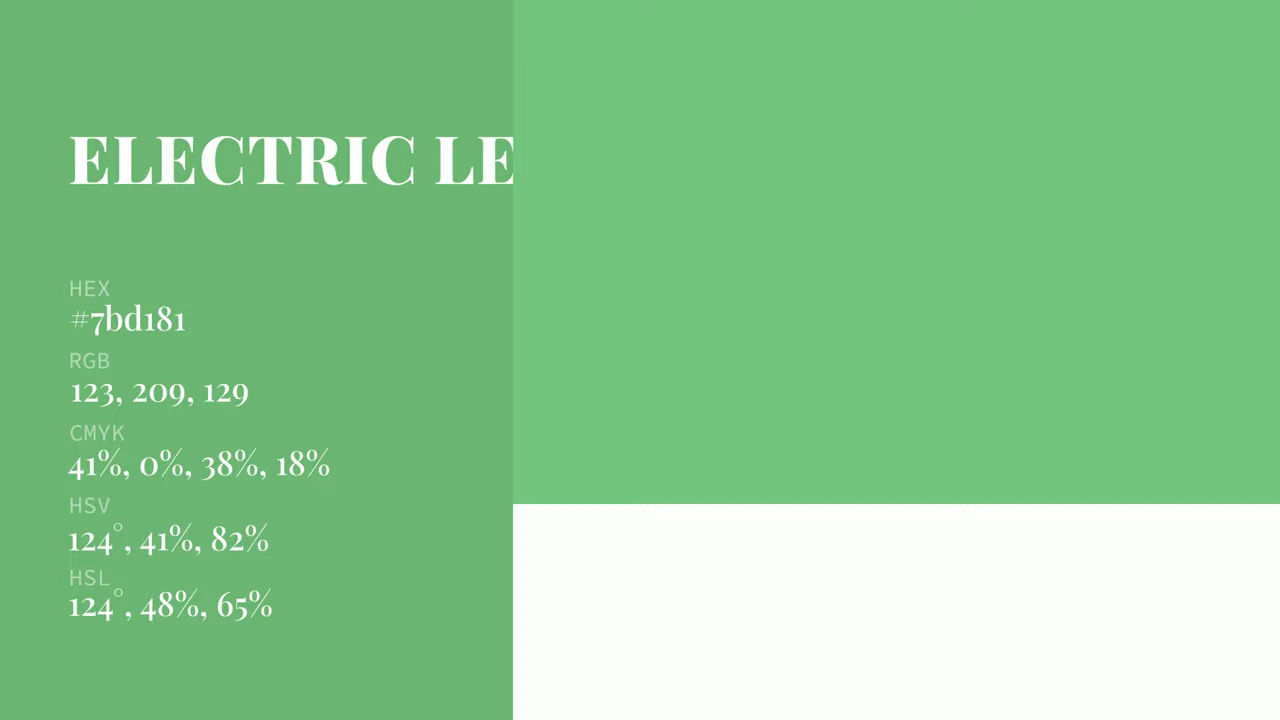 ELECTRIC LE
HEX
#7bd181
RGB
123, 209, 129
CMYK
41%, 0%, 38%, 18%
HSV
124°, 41%, 82%
HSL
124°, 48%, 65%